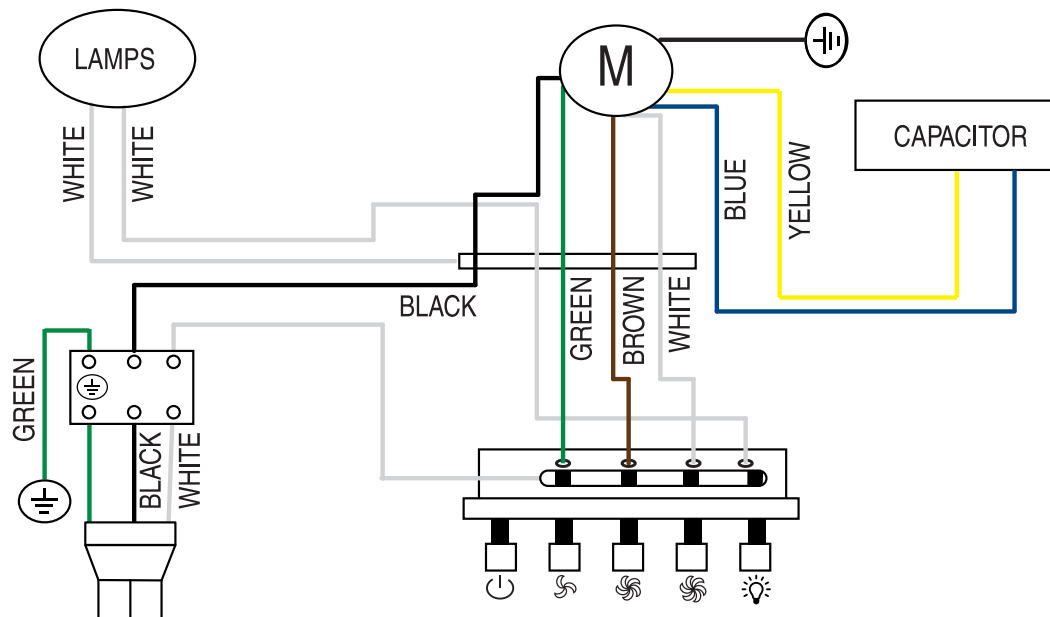 LAMPS
M
CAPACITOR
WHITE
WHITE
BLUE
YELLOW
BLACK
GREEN
BROWN
WHITE
GREEN
BLACK
WHITE